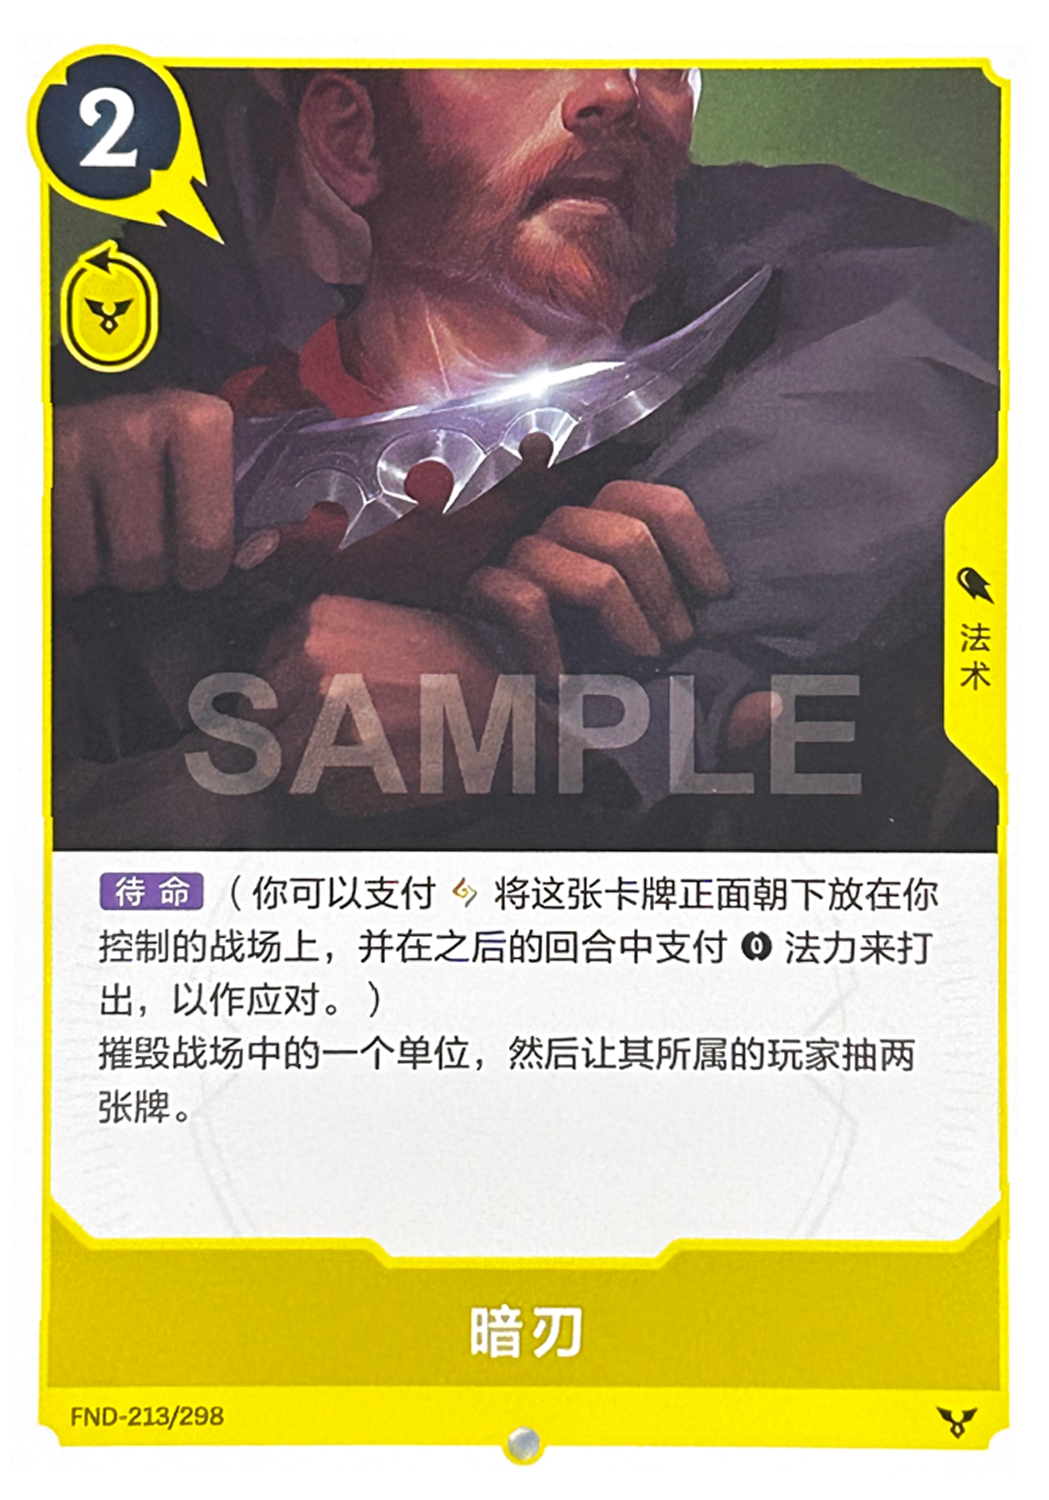 2
法术
SAMPLE
待命（你可以支付 将这张卡牌正面朝下放在你
控制的战场上，并在之后的回合中支付 0 法力来打
出，以作应对。）
摧毁战场中的一个单位，然后让其所属的玩家抽两
张牌。
暗刃
FND-213/298